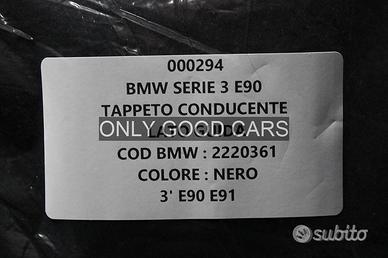 000294
BMW SERIE 3 E90
TAPPETO CONDUCENTE
ONLY GOOD CARS
COD BMW : 2220361
COLORE : NERO
3' E90 E91
subito